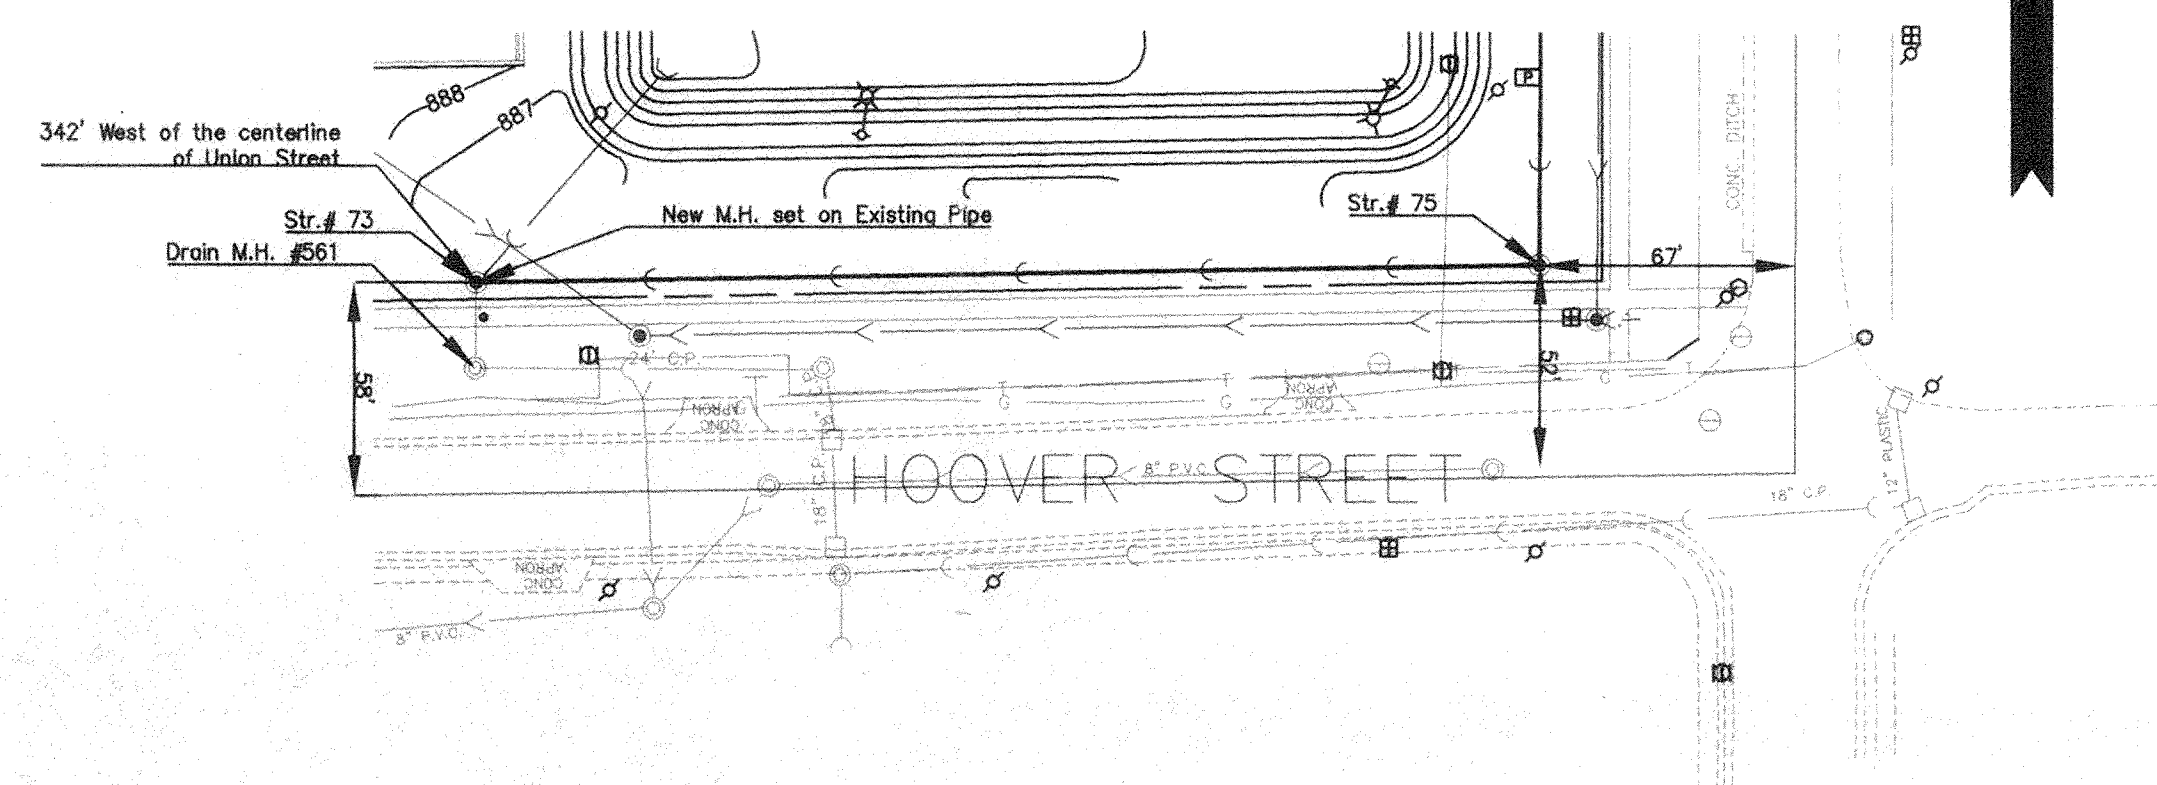 888
887
342' West of the centerline
of Union Street
P
CONC DITCH
Str.# 73
New M.H. set on Existing Pipe
Str.# 75
Drain M.H. #561
67'
24" C.P.
58'
52'
T
T
T
G
G
G
CONC
APRON
CONC
APRON
HOOVER STREET
8" P.V.C.
18" C.P.
18" C.P.
12" PLASTIC
CONC
APRON
8" P.V.C.